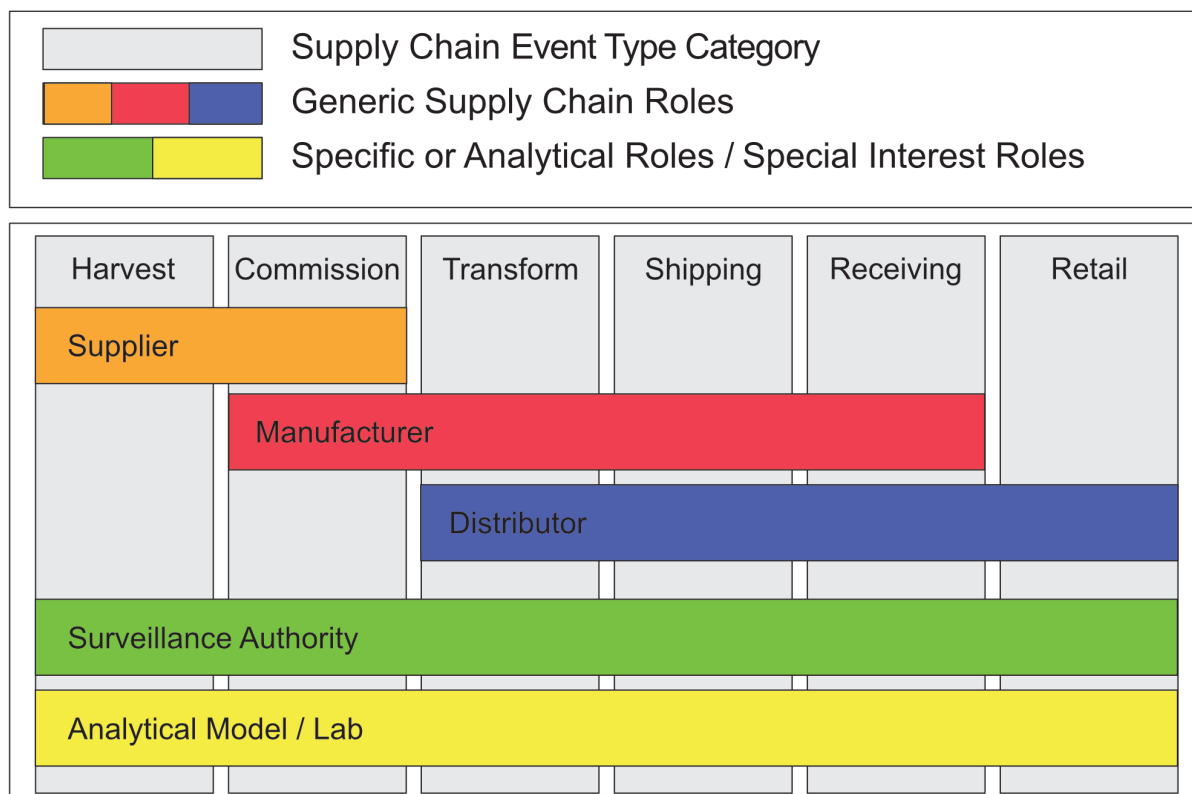 Supply Chain Event Type Category
Generic Supply Chain Roles
Specific or Analytical Roles / Special Interest Roles
Harvest
Commission
Transform
Shipping
Receiving
Retail
Supplier
Manufacturer
Distributor
Surveillance Authority
Analytical Model / Lab